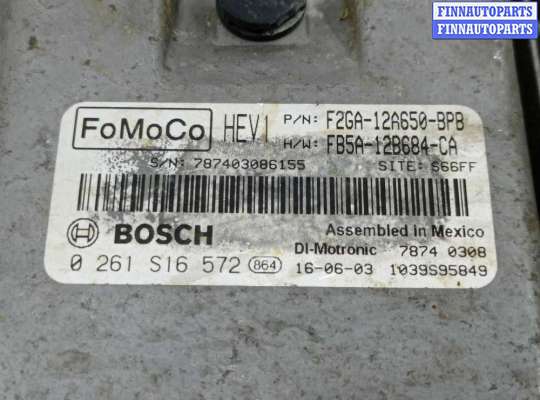 FINNAUTOPARTS
FINNAUTOPARTS
FoMoCo HEV1 P/N: F2GA-12A650-BPB
H/W: FB5A-12B684-CA
S/N: 787403086155 SITE: S66FF
BOSCH Assembled in Mexico
DI-Motronic 7874 0308
0 261 S16 572 864 16-06-03 1039S95849